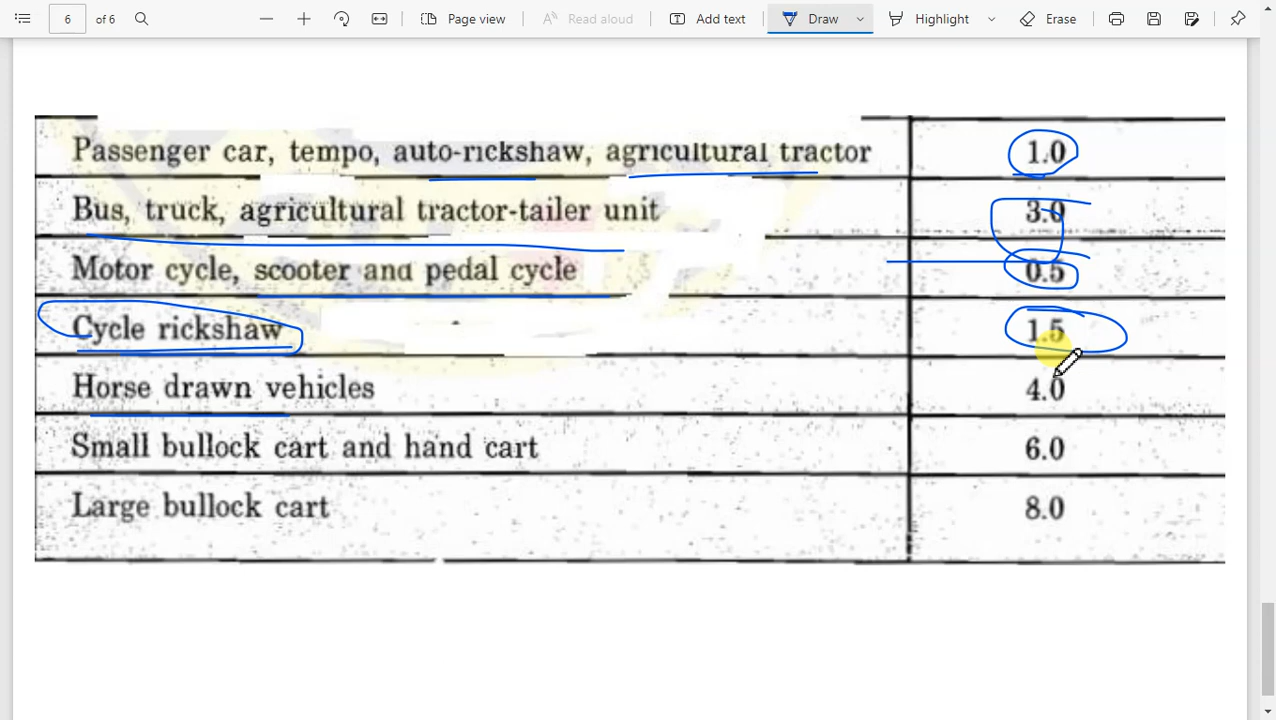 6 of 6 Page view Read aloud Add text Draw Highlight Erase
Passenger car, tempo, auto-rickshaw, agricultural tractor 1.0
Bus, truck, agricultural tractor-tailer unit 3.0
Motor cycle, scooter and pedal cycle 0.5
Cycle rickshaw 1.5
Horse drawn vehicles 4.0
Small bullock cart and hand cart 6.0
Large bullock cart 8.0